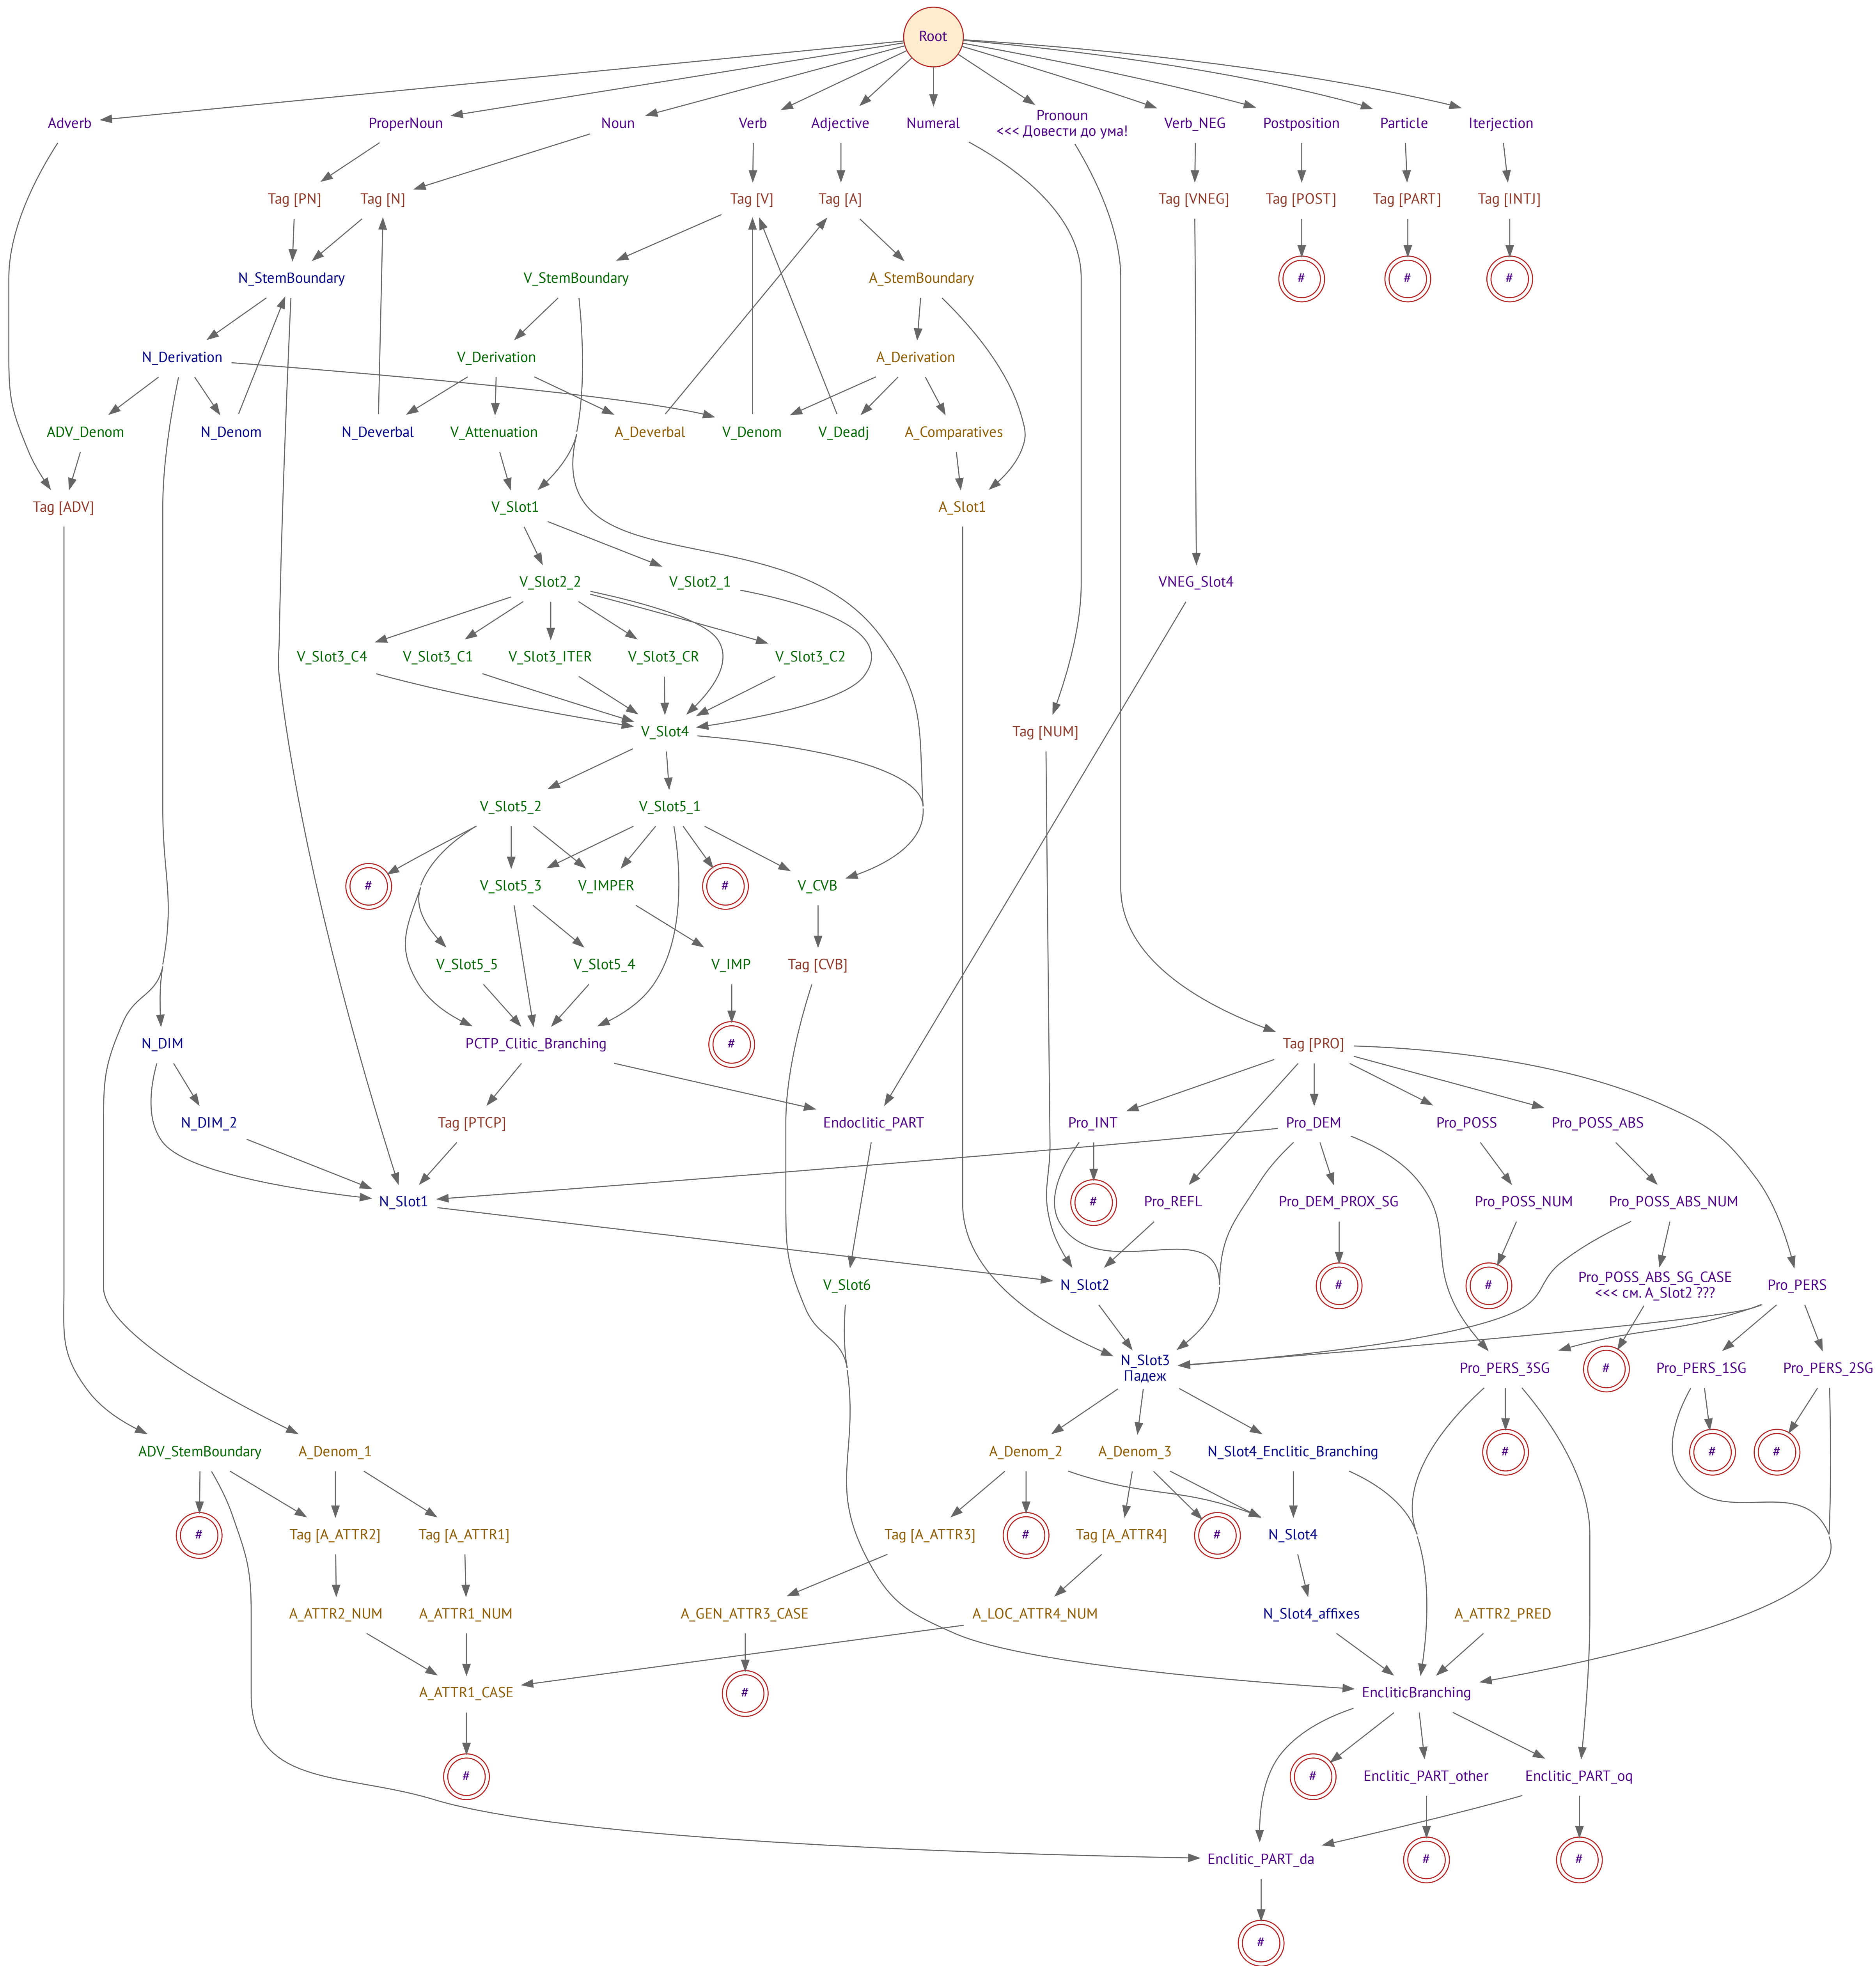 Root
Adverb
ProperNoun
Noun
Verb
Adjective
Numeral
Pronoun
<<< Довести до ума!
Verb_NEG
Postposition
Particle
Iterjection
Tag [PN]
Tag [N]
Tag [V]
Tag [A]
Tag [VNEG]
Tag [POST]
Tag [PART]
Tag [INTJ]
N_StemBoundary
V_StemBoundary
A_StemBoundary
#
#
#
N_Derivation
V_Derivation
A_Derivation
ADV_Denom
N_Denom
N_Deverbal
V_Attenuation
A_Deverbal
V_Denom
V_Deadj
A_Comparatives
Tag [ADV]
V_Slot1
A_Slot1
V_Slot2_2
V_Slot2_1
VNEG_Slot4
V_Slot3_C4
V_Slot3_C1
V_Slot3_ITER
V_Slot3_CR
V_Slot3_C2
V_Slot4
Tag [NUM]
V_Slot5_2
V_Slot5_1
#
V_Slot5_3
V_IMPER
#
V_CVB
V_Slot5_5
V_Slot5_4
V_IMP
Tag [CVB]
N_DIM
PCTP_Clitic_Branching
#
Tag [PRO]
N_DIM_2
Tag [PTCP]
Endoclitic_PART
Pro_INT
Pro_DEM
Pro_POSS
Pro_POSS_ABS
N_Slot1
#
Pro_REFL
Pro_DEM_PROX_SG
Pro_POSS_NUM
Pro_POSS_ABS_NUM
V_Slot6
N_Slot2
#
#
Pro_POSS_ABS_SG_CASE
<<< см. A_Slot2 ???
Pro_PERS
N_Slot3
Падеж
Pro_PERS_3SG
#
Pro_PERS_1SG
Pro_PERS_2SG
ADV_StemBoundary
A_Denom_1
A_Denom_2
A_Denom_3
N_Slot4_Enclitic_Branching
#
#
#
#
Tag [A_ATTR2]
Tag [A_ATTR1]
Tag [A_ATTR3]
#
Tag [A_ATTR4]
#
N_Slot4
A_ATTR2_NUM
A_ATTR1_NUM
A_GEN_ATTR3_CASE
A_LOC_ATTR4_NUM
N_Slot4_affixes
A_ATTR2_PRED
A_ATTR1_CASE
#
EncliticBranching
#
#
Enclitic_PART_other
Enclitic_PART_oq
Enclitic_PART_da
#
#
#